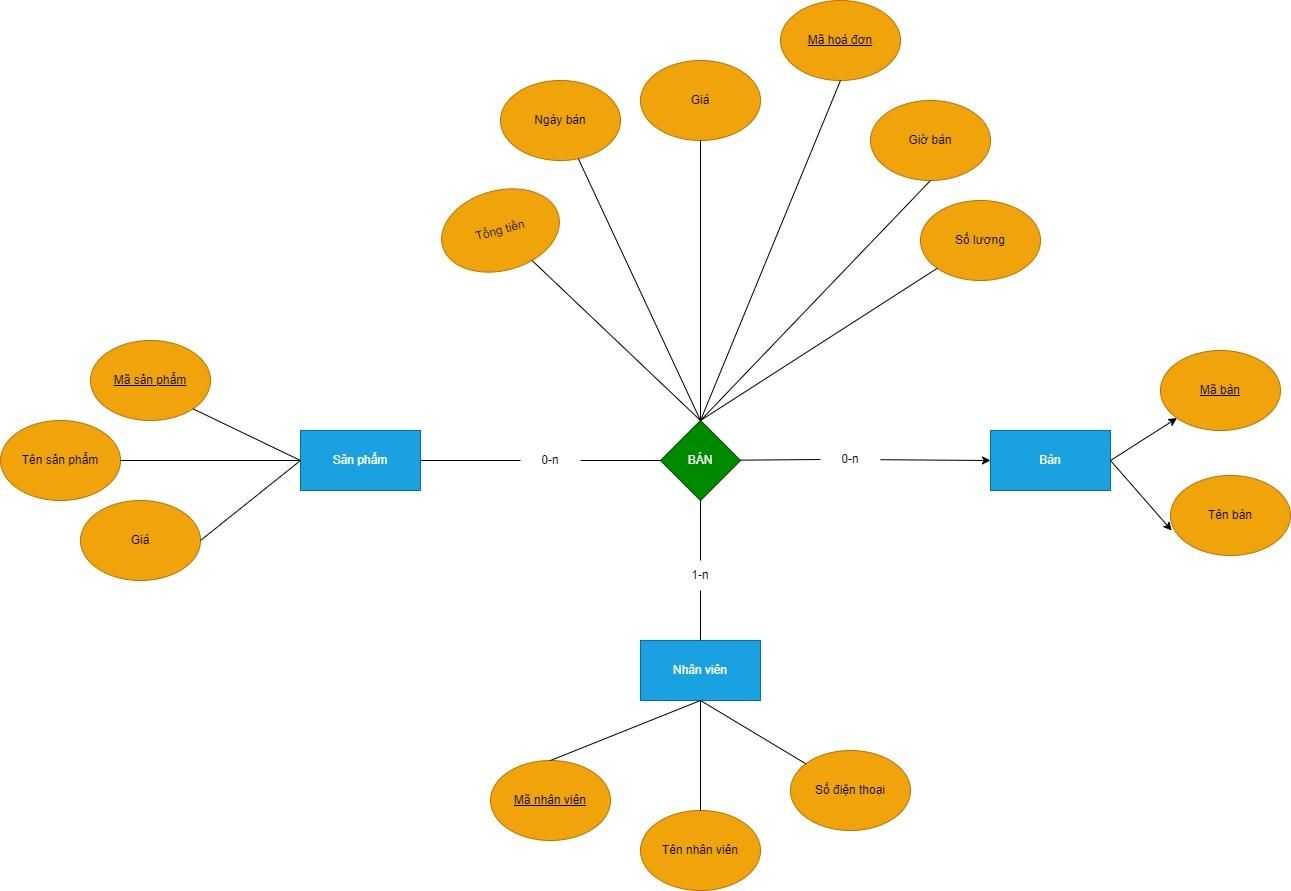 Mã hoá đơn
Giá
Ngày bán
Giờ bán
Tổng tiền
Số lượng
Mã sản phẩm
Tên sản phẩm
Giá
Sản phẩm
0-n
BÁN
0-n
Bàn
Mã bàn
Tên bàn
1-n
Nhân viên
Mã nhân viên
Tên nhân viên
Số điện thoại